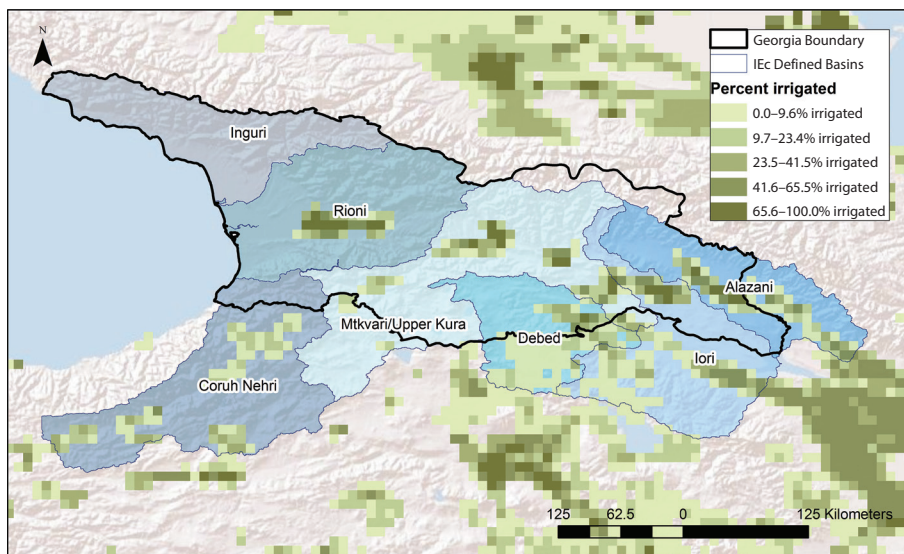 N
Georgia Boundary
IEc Defined Basins
Percent irrigated
0.0–9.6% irrigated
9.7–23.4% irrigated
23.5–41.5% irrigated
41.6–65.5% irrigated
65.6–100.0% irrigated
Inguri
Rioni
Alazani
Mtkvari/Upper Kura
Debed
Iori
Coruh Nehri
125 62.5 0 125 Kilometers